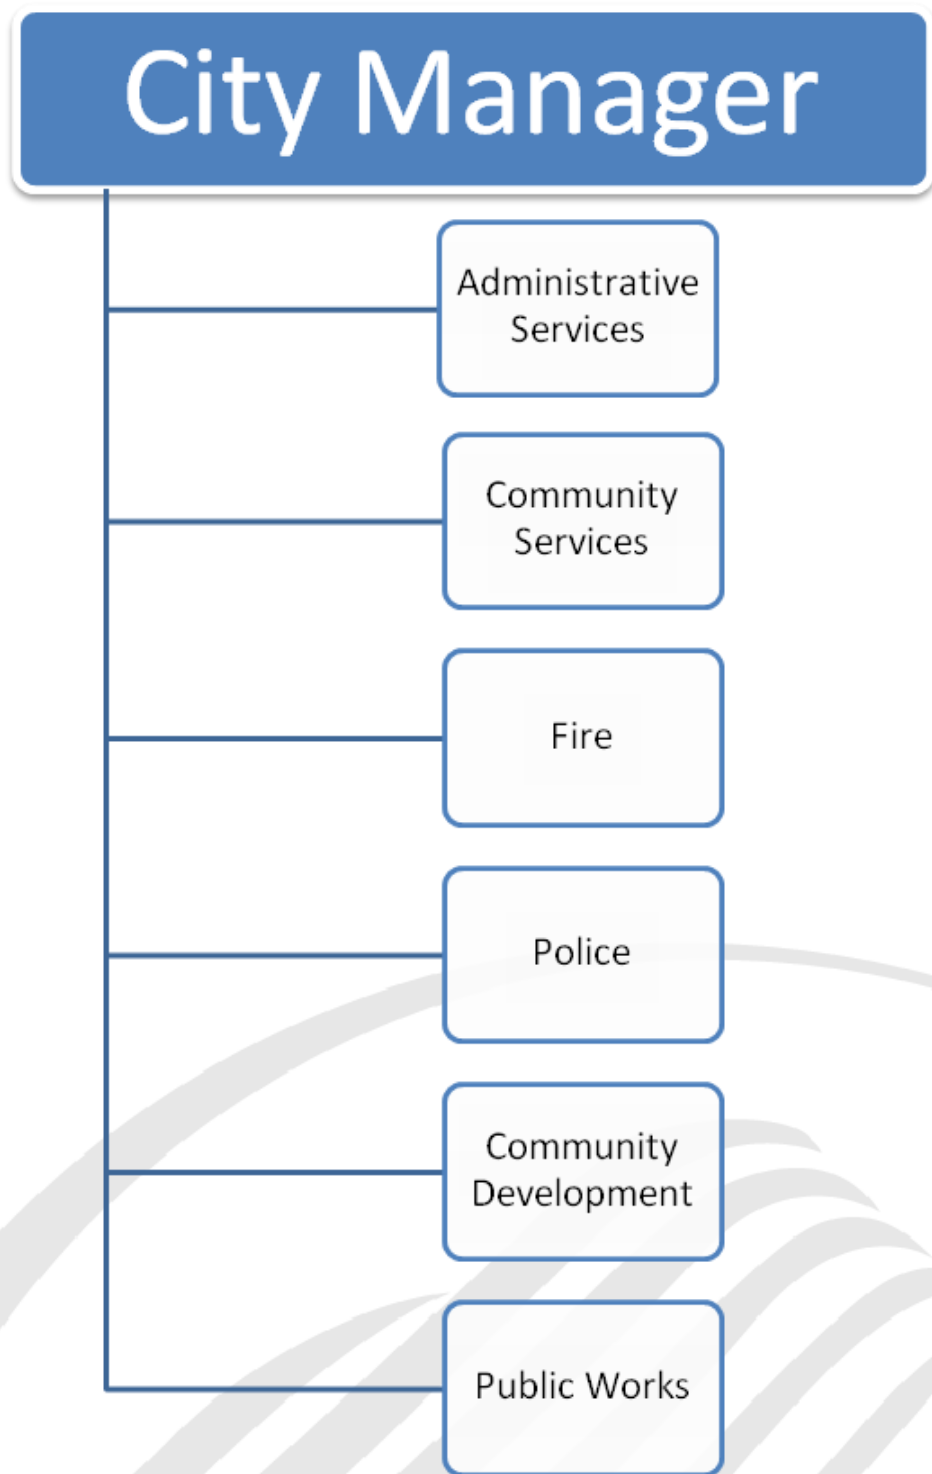 City Manager
Administrative
Services
Community
Services
Fire
Police
Community
Development
Public Works